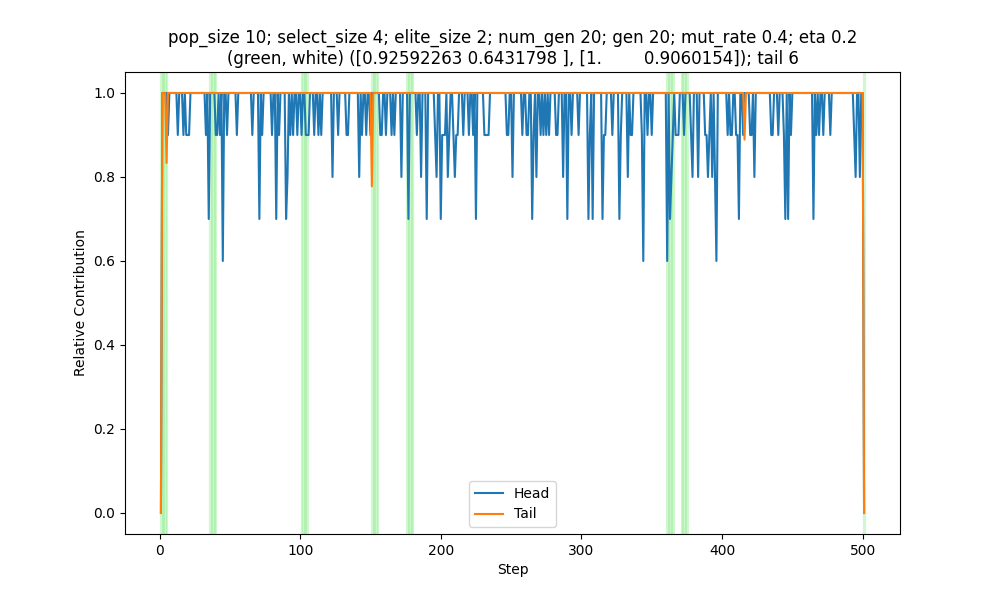 pop_size 10; select_size 4; elite_size 2; num_gen 20; gen 20; mut_rate 0.4; eta 0.2
(green, white) ([0.92592263 0.6431798 ], [1.         0.9060154]); tail 6
1.0
0.8
0.6
0.4
0.2
0.0
Relative Contribution
Head
Tail
0
100
200
300
400
500
Step